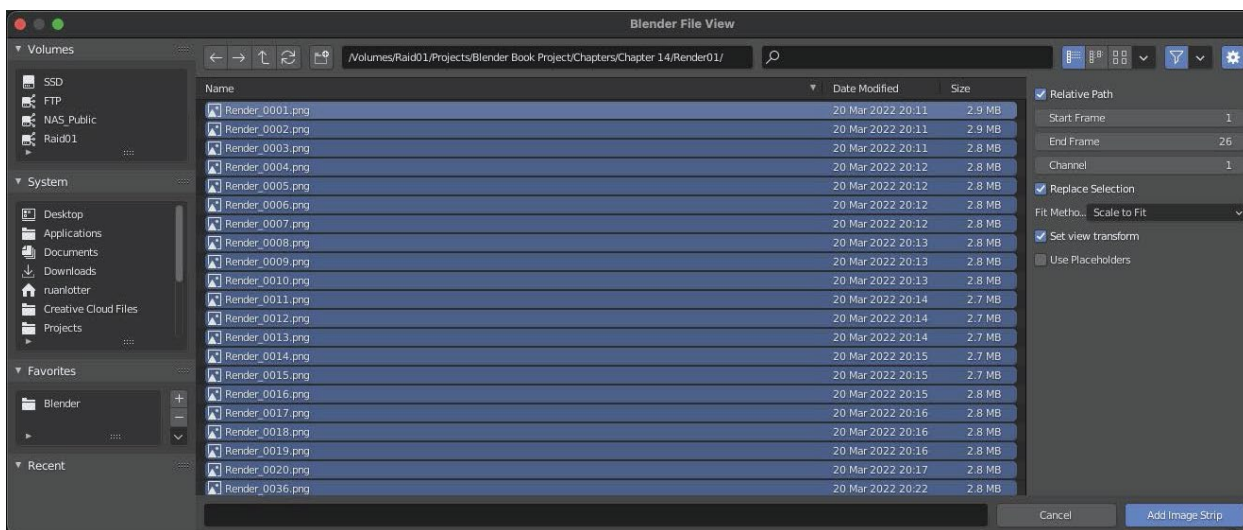 Blender File View
Volumes
SSD
FTP
NAS_Public
Raid01
System
Desktop
Applications
Documents
Downloads
ruanlotter
Creative Cloud Files
Projects
Favorites
Blender
Recent
/Volumes/Raid01/Projects/Blender Book Project/Chapters/Chapter 14/Render01/
Name Date Modified Size
Render_0001.png 20 Mar 2022 20:11 2.9 MB
Render_0002.png 20 Mar 2022 20:11 2.9 MB
Render_0003.png 20 Mar 2022 20:11 2.8 MB
Render_0004.png 20 Mar 2022 20:12 2.8 MB
Render_0005.png 20 Mar 2022 20:12 2.8 MB
Render_0006.png 20 Mar 2022 20:12 2.8 MB
Render_0007.png 20 Mar 2022 20:12 2.8 MB
Render_0008.png 20 Mar 2022 20:13 2.8 MB
Render_0009.png 20 Mar 2022 20:13 2.8 MB
Render_0010.png 20 Mar 2022 20:13 2.8 MB
Render_0011.png 20 Mar 2022 20:14 2.7 MB
Render_0012.png 20 Mar 2022 20:14 2.7 MB
Render_0013.png 20 Mar 2022 20:14 2.7 MB
Render_0014.png 20 Mar 2022 20:15 2.7 MB
Render_0015.png 20 Mar 2022 20:15 2.7 MB
Render_0016.png 20 Mar 2022 20:15 2.8 MB
Render_0017.png 20 Mar 2022 20:16 2.8 MB
Render_0018.png 20 Mar 2022 20:16 2.8 MB
Render_0019.png 20 Mar 2022 20:16 2.8 MB
Render_0020.png 20 Mar 2022 20:17 2.8 MB
Render_0036.png 20 Mar 2022 20:22 2.8 MB
Relative Path
Start Frame 1
End Frame 26
Channel 1
Replace Selection
Fit Metho... Scale to Fit
Set view transform
Use Placeholders
Cancel Add Image Strip